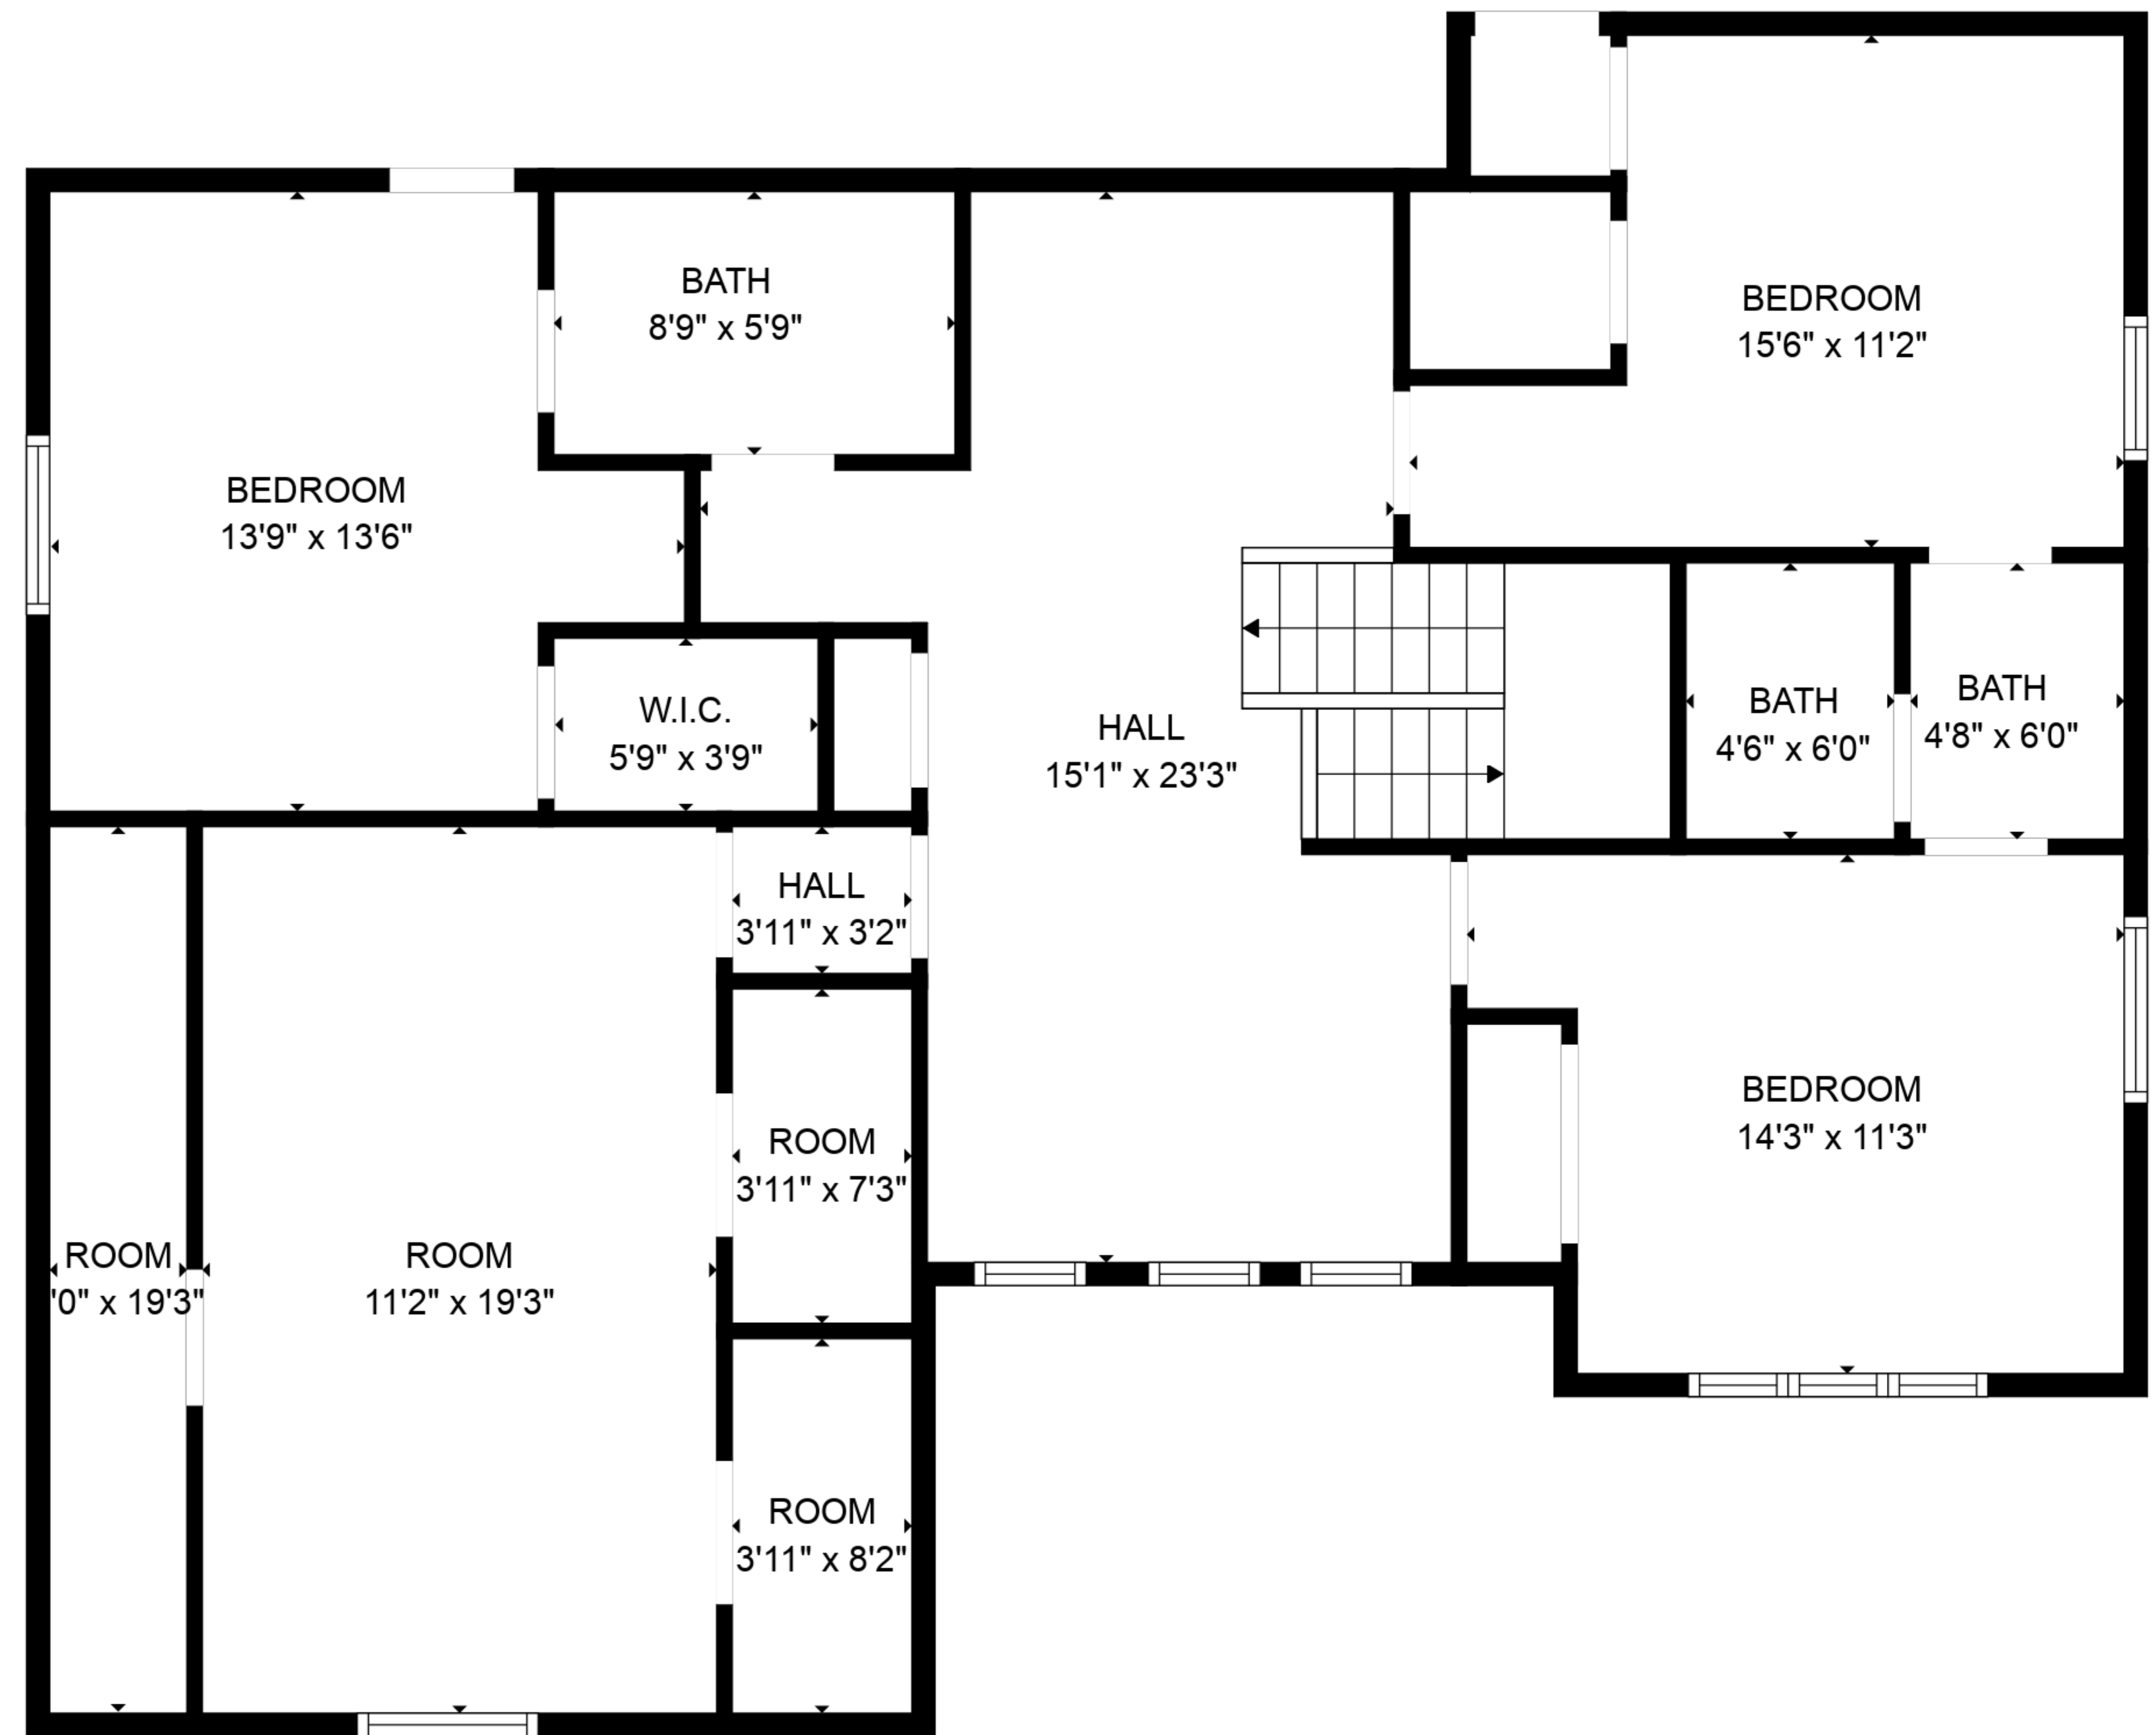 BATH
8'9" x 5'9"
BEDROOM
15'6" x 11'2"
BEDROOM
13'9" x 13'6"
W.I.C.
5'9" x 3'9"
HALL
15'1" x 23'3"
BATH
4'6" x 6'0"
BATH
4'8" x 6'0"
HALL
3'11" x 3'2"
BEDROOM
14'3" x 11'3"
ROOM
3'11" x 7'3"
ROOM
'0" x 19'3"
ROOM
11'2" x 19'3"
ROOM
3'11" x 8'2"